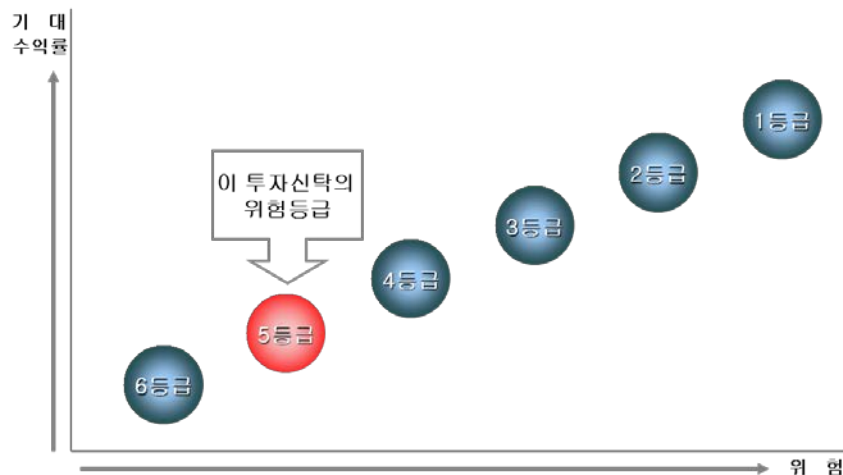 기 대
수익률
1등급
2등급
이 투자신탁의
위험등급
3등급
4등급
5등급
6등급
위 험